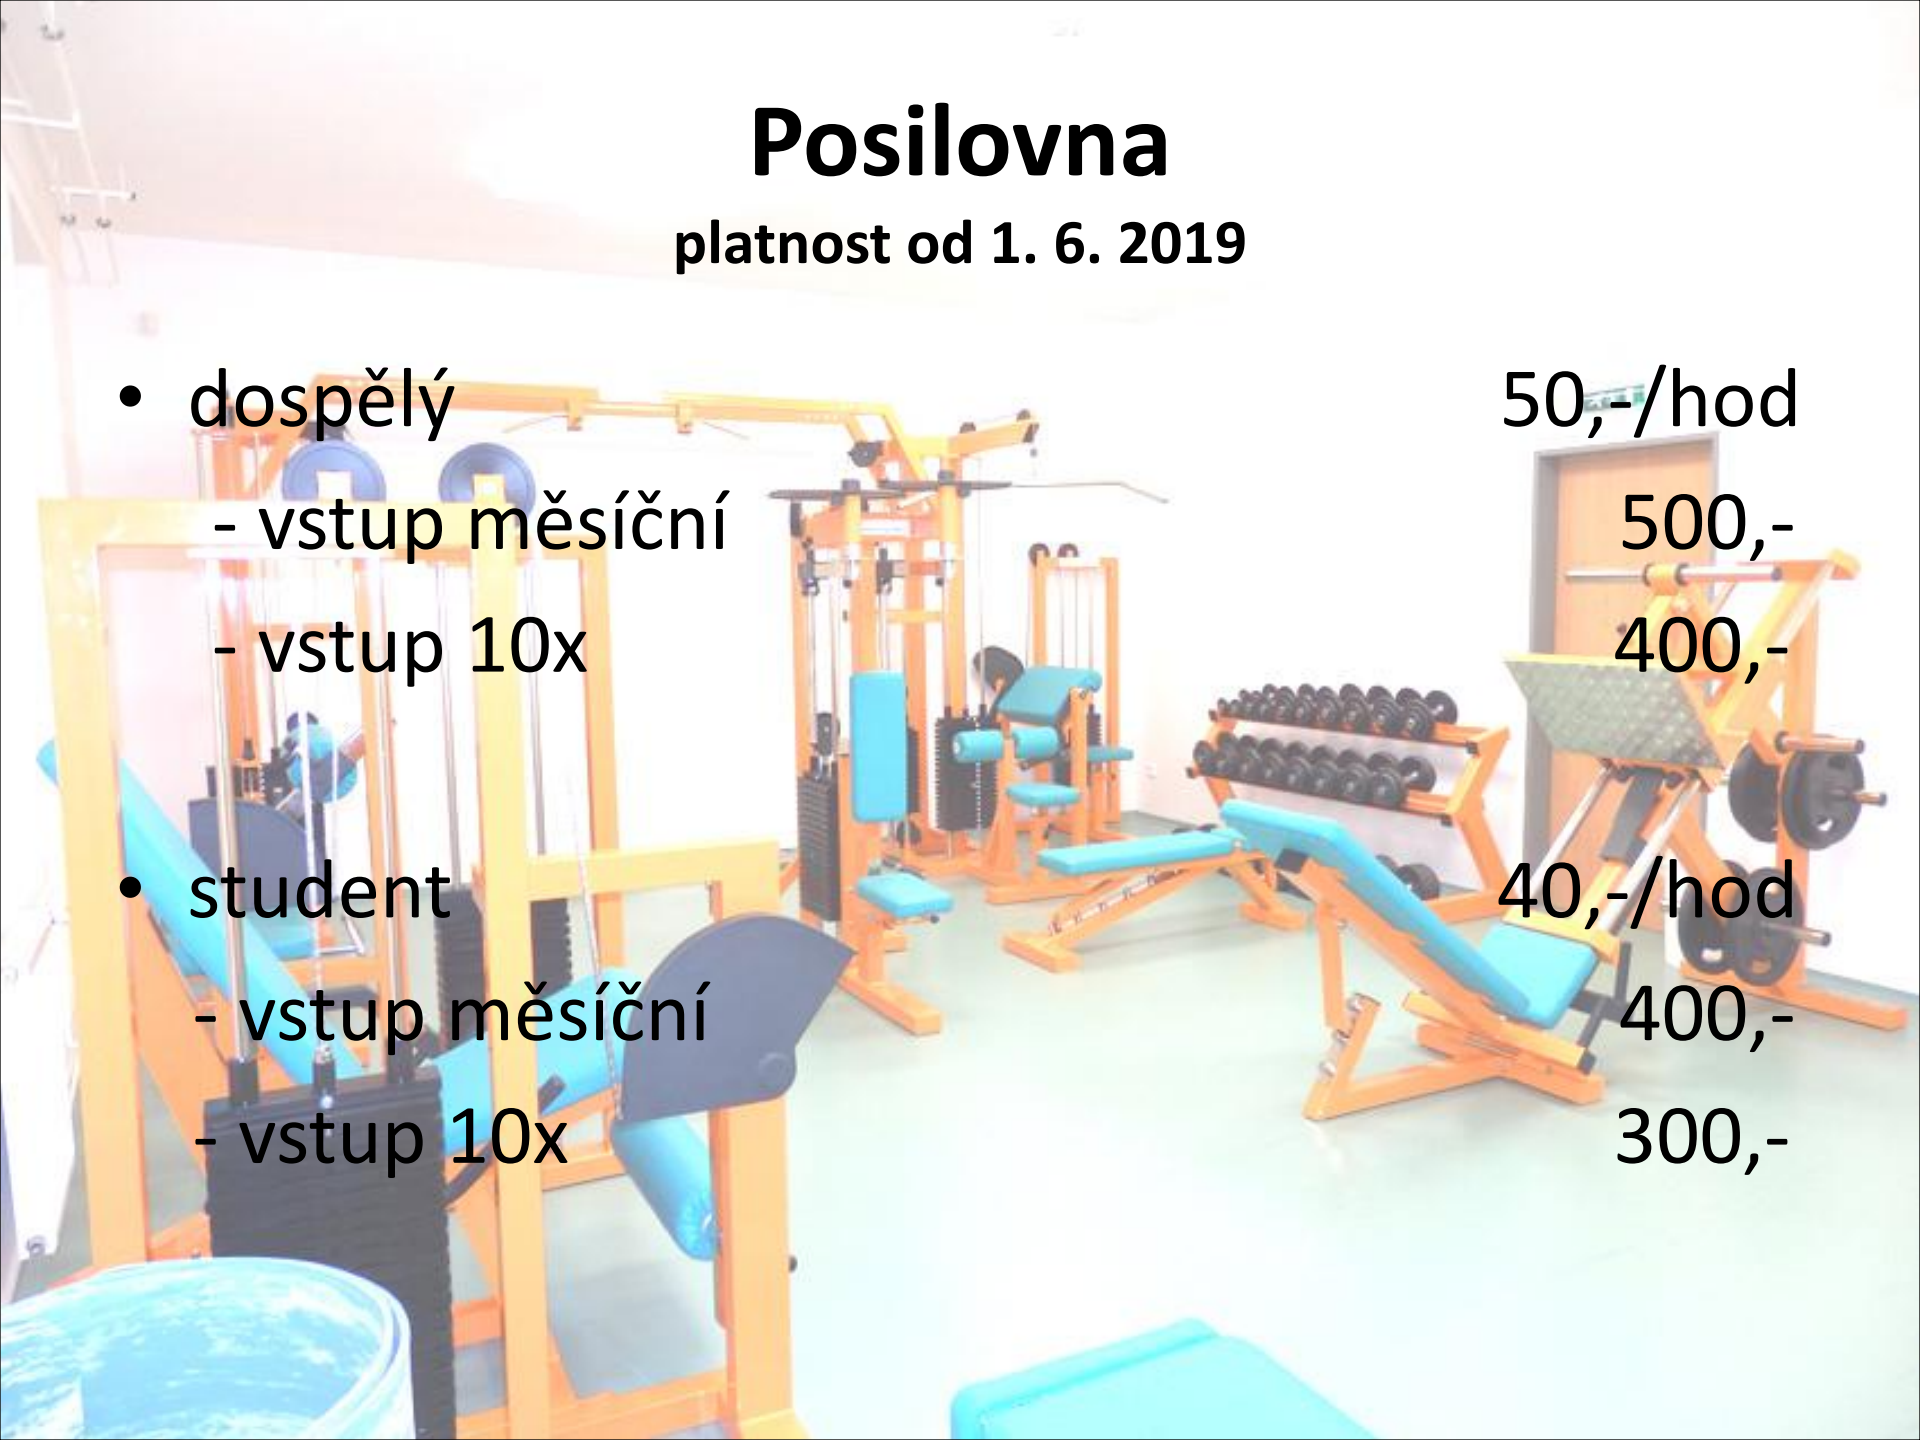 Posilovna
platnost od 1. 6. 2019
• dospělý 50,-/hod
- vstup měsíční 500,-
- vstup 10x 400,-
• student 40,-/hod
- vstup měsíční 400,-
- vstup 10x 300,-